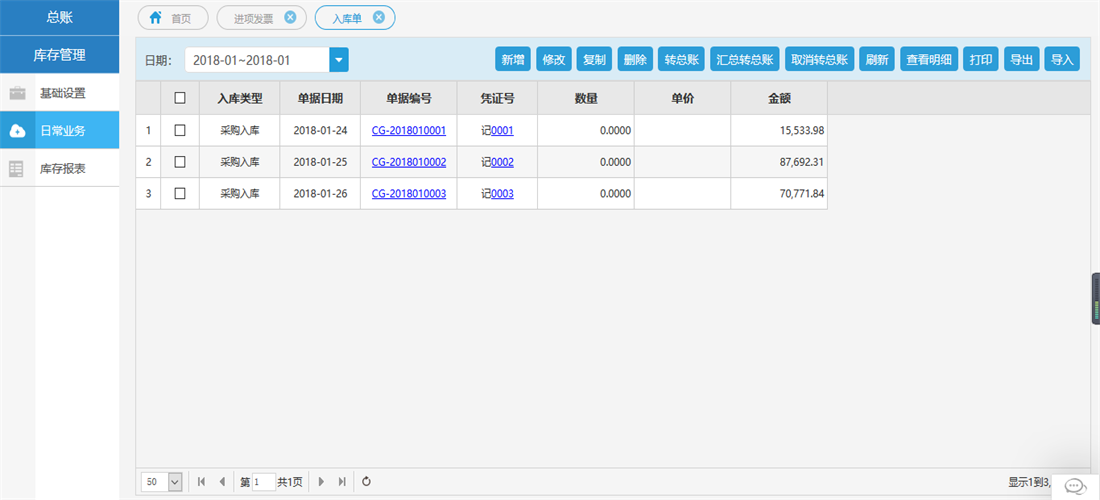 总账
库存管理
基础设置
日常业务
库存报表
首页 进项发票 入库单
日期: 2018-01~2018-01 新增 修改 复制 删除 转总账 汇总转总账 取消转总账 刷新 查看明细 打印 导出 导入
入库类型 单据日期 单据编号 凭证号 数量 单价 金额
1 采购入库 2018-01-24 CG-2018010001 记0001 0.0000 15,533.98
2 采购入库 2018-01-25 CG-2018010002 记0002 0.0000 87,692.31
3 采购入库 2018-01-26 CG-2018010003 记0003 0.0000 70,771.84
50 第 1 共1页 显示1到3,